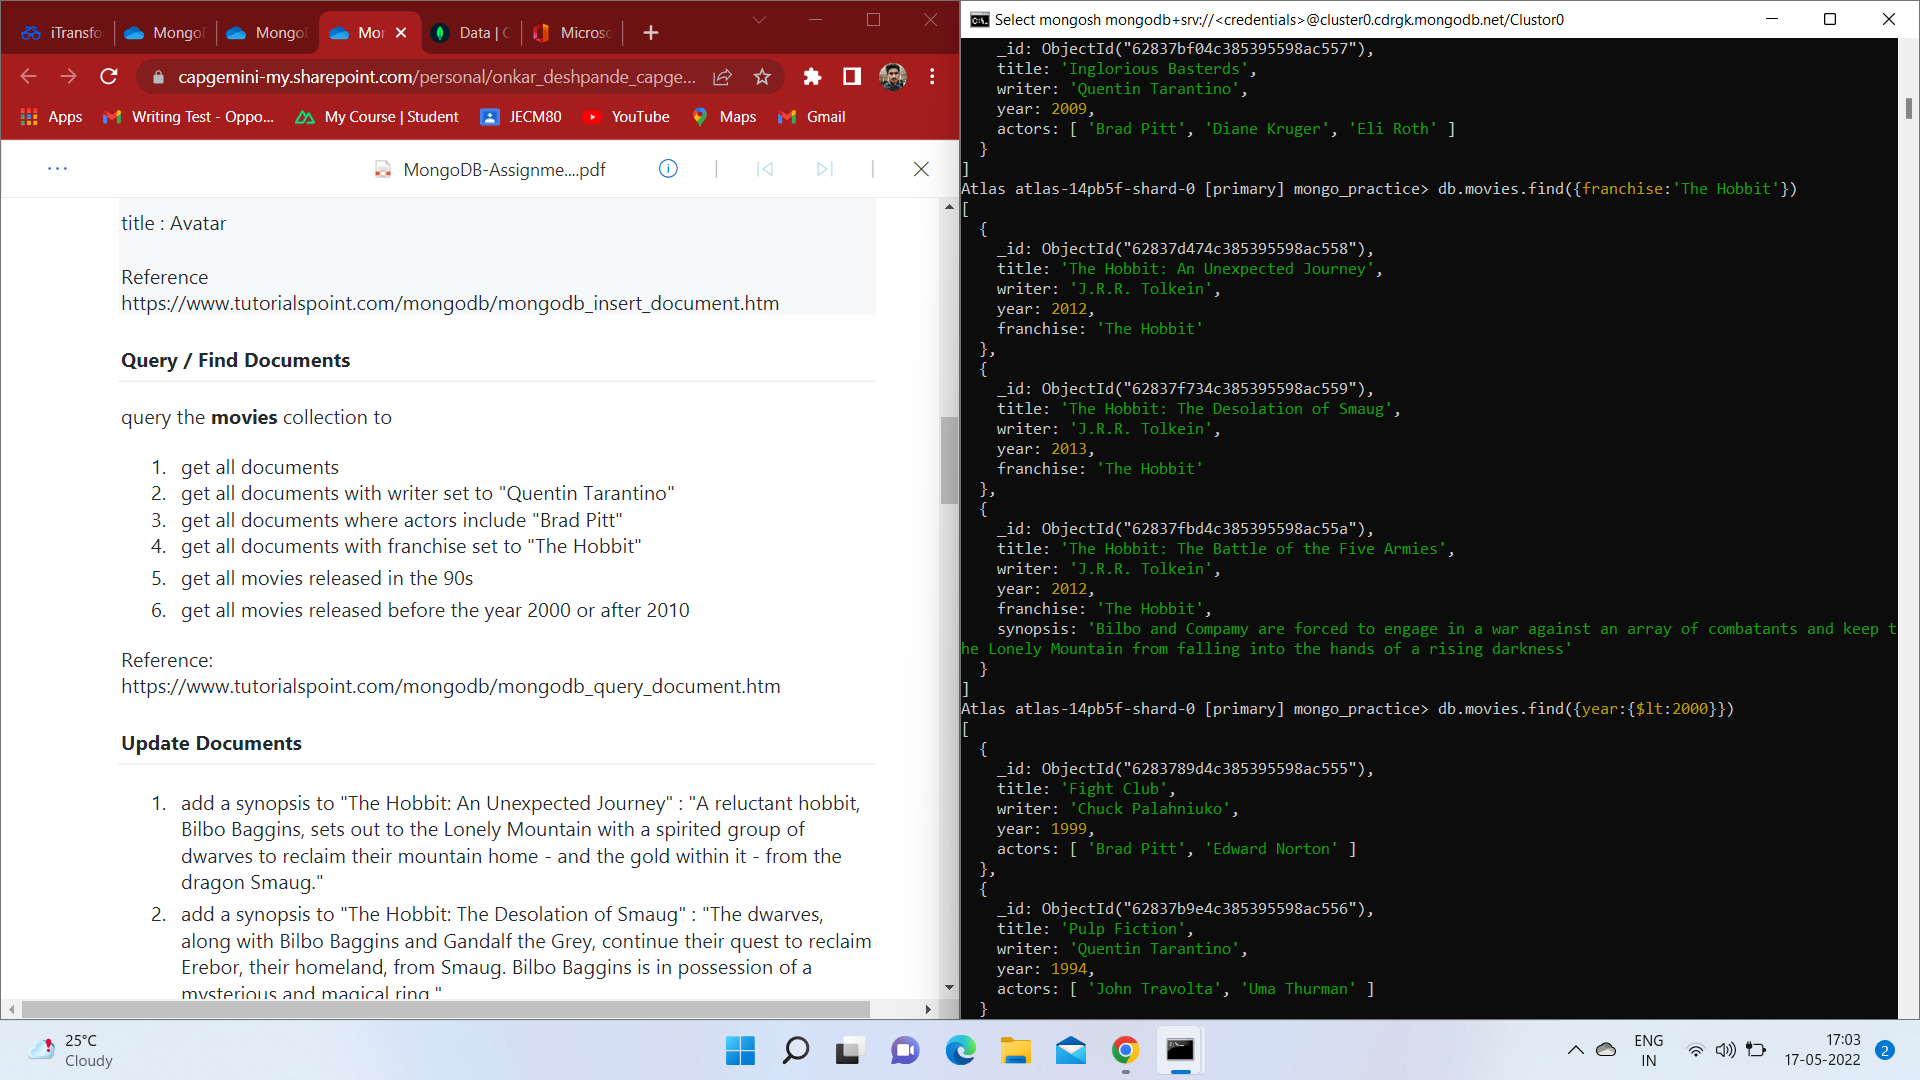 iTransfo
Mongo
Mongo
Mo
Data | C
Microso
capgemini-my.sharepoint.com/personal/onkar_deshpande_capge...
Apps
Writing Test - Oppo...
My Course | Student
JECM80
YouTube
Maps
Gmail
...
MongoDB-Assignme....pdf
title : Avatar
Reference
https://www.tutorialspoint.com/mongodb/mongodb_insert_document.htm
Query / Find Documents
query the movies collection to
1. get all documents
2. get all documents with writer set to "Quentin Tarantino"
3. get all documents where actors include "Brad Pitt"
4. get all documents with franchise set to "The Hobbit"
5. get all movies released in the 90s
6. get all movies released before the year 2000 or after 2010
Reference:
https://www.tutorialspoint.com/mongodb/mongodb_query_document.htm
Update Documents
1. add a synopsis to "The Hobbit: An Unexpected Journey" : "A reluctant hobbit,
Bilbo Baggins, sets out to the Lonely Mountain with a spirited group of
dwarves to reclaim their mountain home - and the gold within it - from the
dragon Smaug."
2. add a synopsis to "The Hobbit: The Desolation of Smaug" : "The dwarves,
along with Bilbo Baggins and Gandalf the Grey, continue their quest to reclaim
Erebor, their homeland, from Smaug. Bilbo Baggins is in possession of a
mysterious and magical ring."
Select mongosh mongodb+srv://<credentials>@cluster0.cdrgk.mongodb.net/Clustor0
_id: ObjectId("62837bf04c385395598ac557"),
title: 'Inglorious Basterds',
writer: 'Quentin Tarantino',
year: 2009,
actors: [ 'Brad Pitt', 'Diane Kruger', 'Eli Roth' ]
}
]
Atlas atlas-14pb5f-shard-0 [primary] mongo_practice> db.movies.find({franchise:'The Hobbit'})
[
{
_id: ObjectId("62837d474c385395598ac558"),
title: 'The Hobbit: An Unexpected Journey',
writer: 'J.R.R. Tolkein',
year: 2012,
franchise: 'The Hobbit'
},
{
_id: ObjectId("62837f734c385395598ac559"),
title: 'The Hobbit: The Desolation of Smaug',
writer: 'J.R.R. Tolkein',
year: 2013,
franchise: 'The Hobbit'
},
{
_id: ObjectId("62837fbd4c385395598ac55a"),
title: 'The Hobbit: The Battle of the Five Armies',
writer: 'J.R.R. Tolkein',
year: 2012,
franchise: 'The Hobbit',
synopsis: 'Bilbo and Compamy are forced to engage in a war against an array of combatants and keep t
he Lonely Mountain from falling into the hands of a rising darkness'
}
]
Atlas atlas-14pb5f-shard-0 [primary] mongo_practice> db.movies.find({year:{$lt:2000}})
[
{
_id: ObjectId("6283789d4c385395598ac555"),
title: 'Fight Club',
writer: 'Chuck Palahniuko',
year: 1999,
actors: [ 'Brad Pitt', 'Edward Norton' ]
},
{
_id: ObjectId("62837b9e4c385395598ac556"),
title: 'Pulp Fiction',
writer: 'Quentin Tarantino',
year: 1994,
actors: [ 'John Travolta', 'Uma Thurman' ]
}
25°C
Cloudy
ENG
IN
17:03
17-05-2022
2